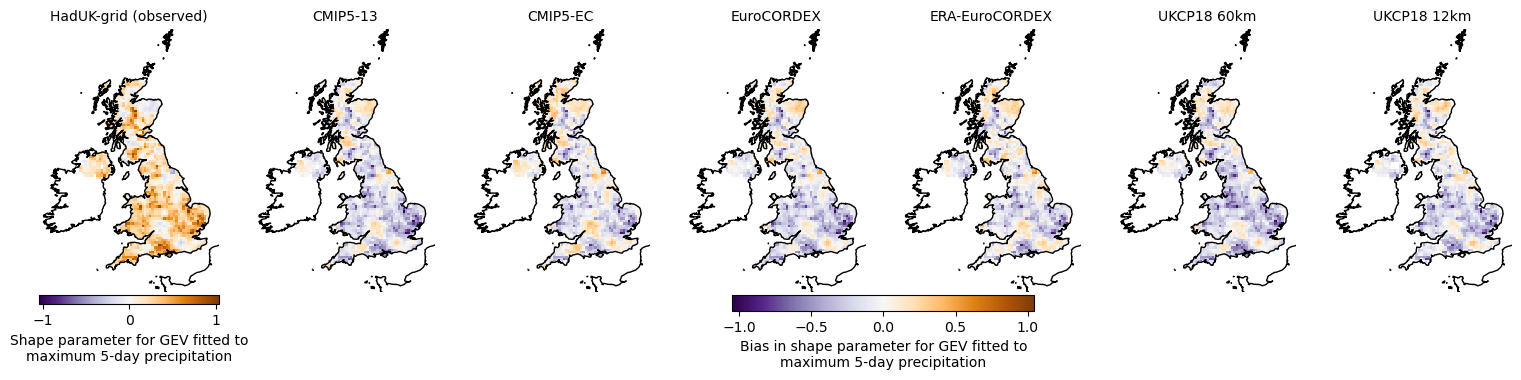 HadUK-grid (observed)
CMIP5-13
CMIP5-EC
EuroCORDEX
ERA-EuroCORDEX
UKCP18 60km
UKCP18 12km
−1 0 1
Shape parameter for GEV fitted to
maximum 5-day precipitation
−1.0 −0.5 0.0 0.5 1.0
Bias in shape parameter for GEV fitted to
maximum 5-day precipitation